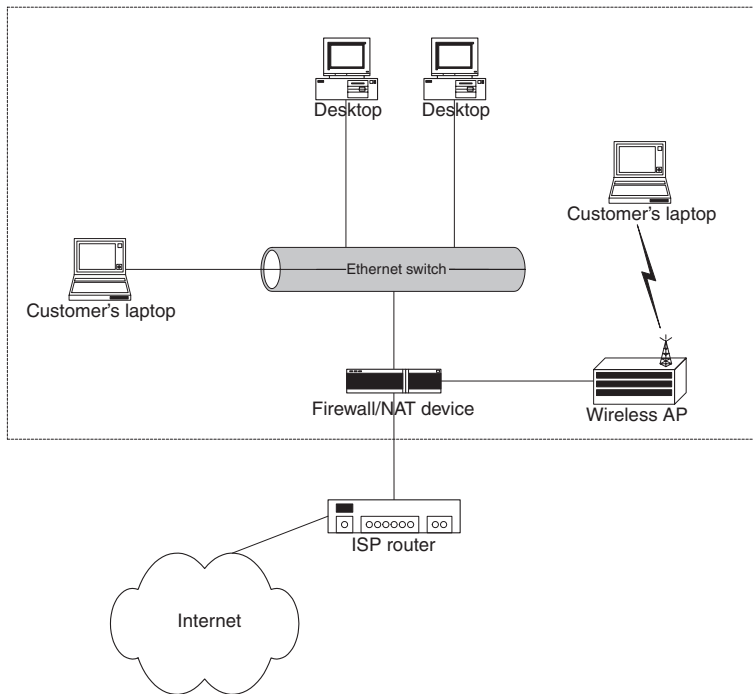 Desktop
Desktop
Customer's laptop
Ethernet switch
Customer's laptop
Firewall/NAT device
Wireless AP
ISP router
Internet